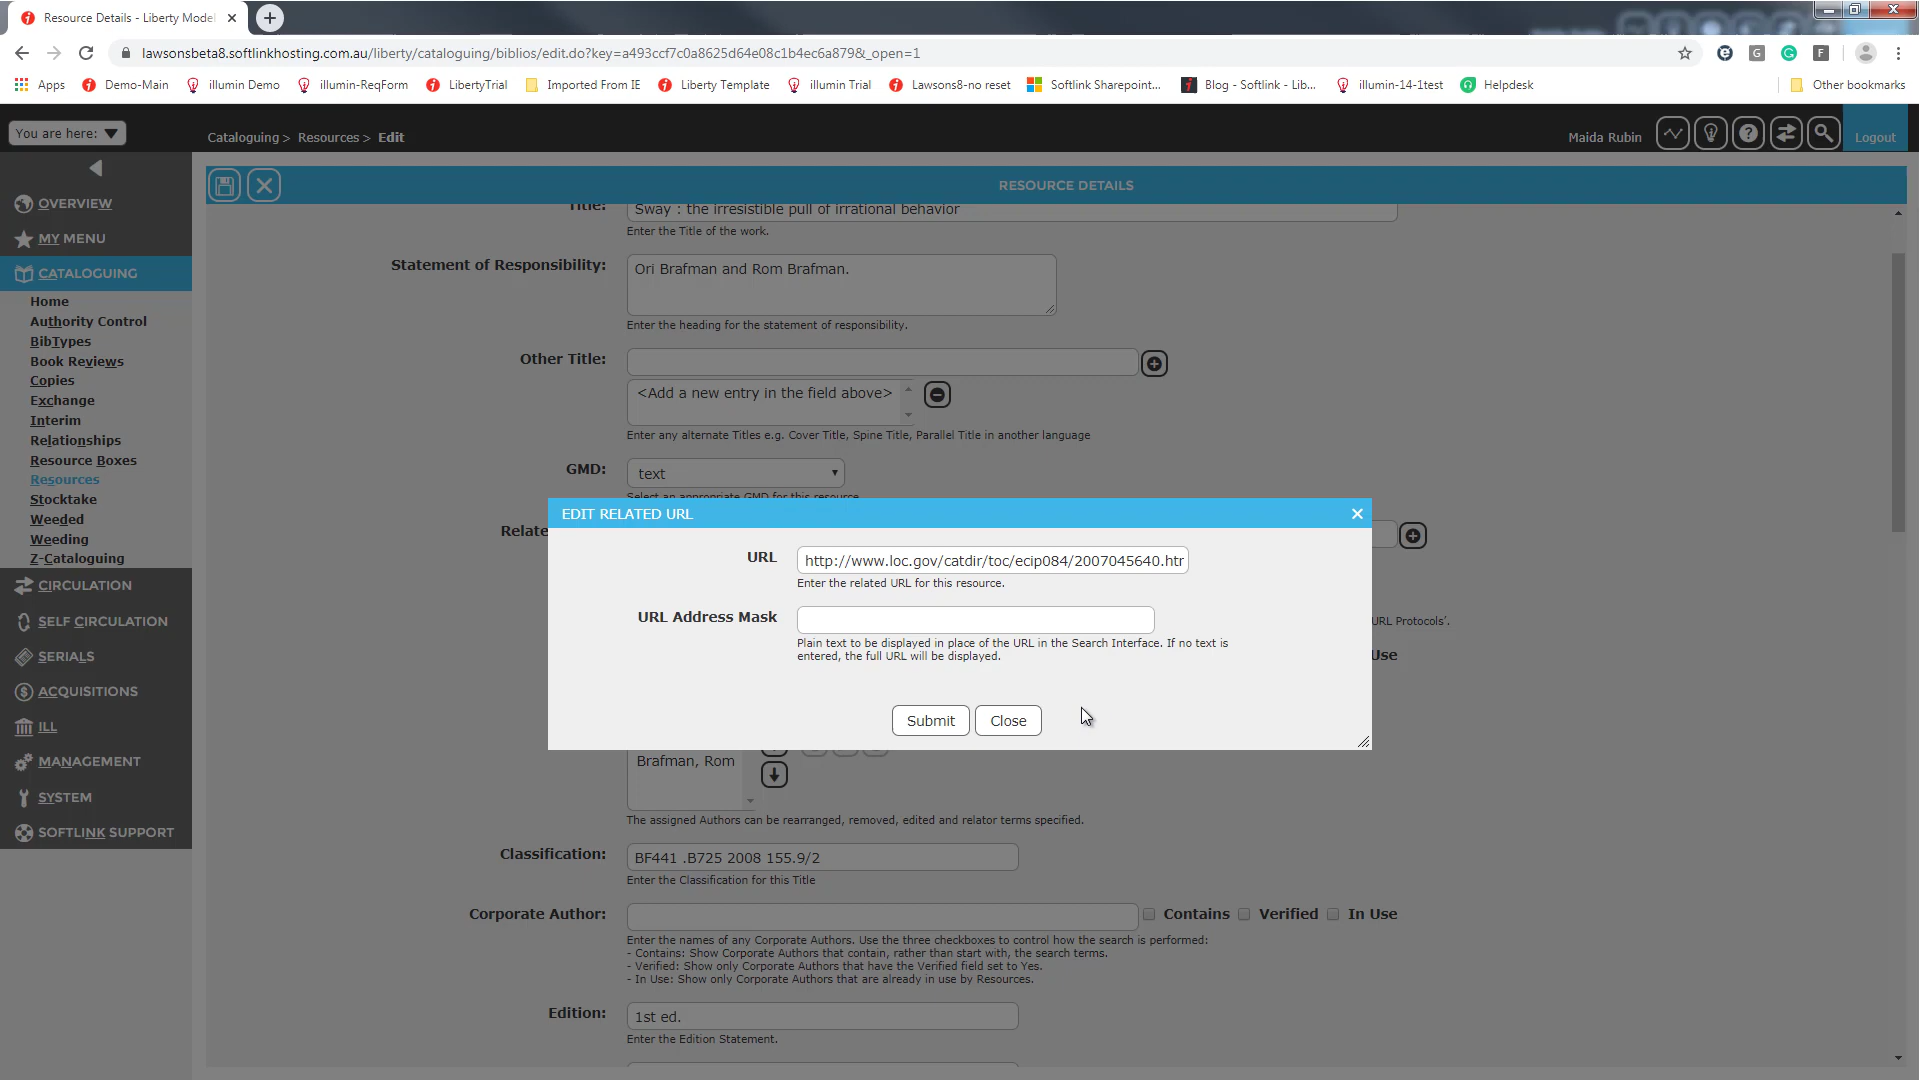 Resource Details - Liberty Model
lawsonsbeta8.softlinkhosting.com.au/liberty/cataloguing/biblios/edit.do?key=a493ccf7c0a8625d64e08c1b4ec6a879&_open=1
Apps Demo-Main illumin Demo illumin-ReqForm LibertyTrial Imported From IE Liberty Template illumin Trial Lawsons8-no reset Softlink Sharepoint... Blog - Softlink - Lib... illumin-14-1test Helpdesk Other bookmarks
You are here:
Cataloguing > Resources > Edit
Maida Rubin
Logout
OVERVIEW
MY MENU
CATALOGUING
Home
Authority Control
BibTypes
Book Reviews
Copies
Exchange
Interim
Relationships
Resource Boxes
Resources
Stocktake
Weeded
Weeding
Z-Cataloguing
CIRCULATION
SELF CIRCULATION
SERIALS
ACQUISITIONS
ILL
MANAGEMENT
SYSTEM
SOFTLINK SUPPORT
RESOURCE DETAILS
Title: Sway : the irresistible pull of irrational behavior
Enter the Title of the work.
Statement of Responsibility: Ori Brafman and Rom Brafman.
Enter the heading for the statement of responsibility.
Other Title:
<Add a new entry in the field above>
Enter any alternate Titles e.g. Cover Title, Spine Title, Parallel Title in another language
GMD: text
Select an appropriate GMD for this resource
Relate
EDIT RELATED URL
URL http://www.loc.gov/catdir/toc/ecip084/2007045640.htr
Enter the related URL for this resource.
URL Address Mask
Plain text to be displayed in place of the URL in the Search Interface. If no text is
entered, the full URL will be displayed.
Submit Close
URL Protocols'.
Use
Brafman, Rom
The assigned Authors can be rearranged, removed, edited and relator terms specified.
Classification: BF441 .B725 2008 155.9/2
Enter the Classification for this Title
Corporate Author: Contains Verified In Use
Enter the names of any Corporate Authors. Use the three checkboxes to control how the search is performed:
- Contains: Show Corporate Authors that contain, rather than start with, the search terms.
- Verified: Show only Corporate Authors that have the Verified field set to Yes.
- In Use: Show only Corporate Authors that are already in use by Resources.
Edition: 1st ed.
Enter the Edition Statement.